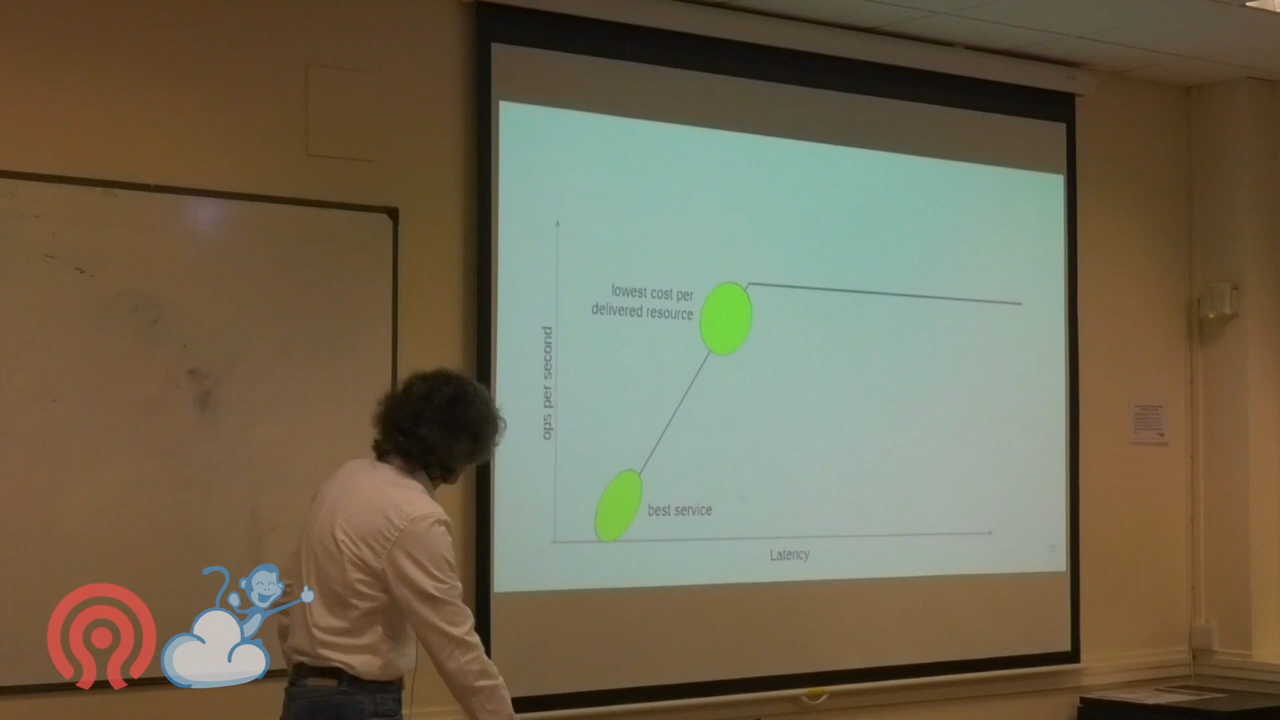 lowest cost per
delivered resource
ops per second
best service
Latency